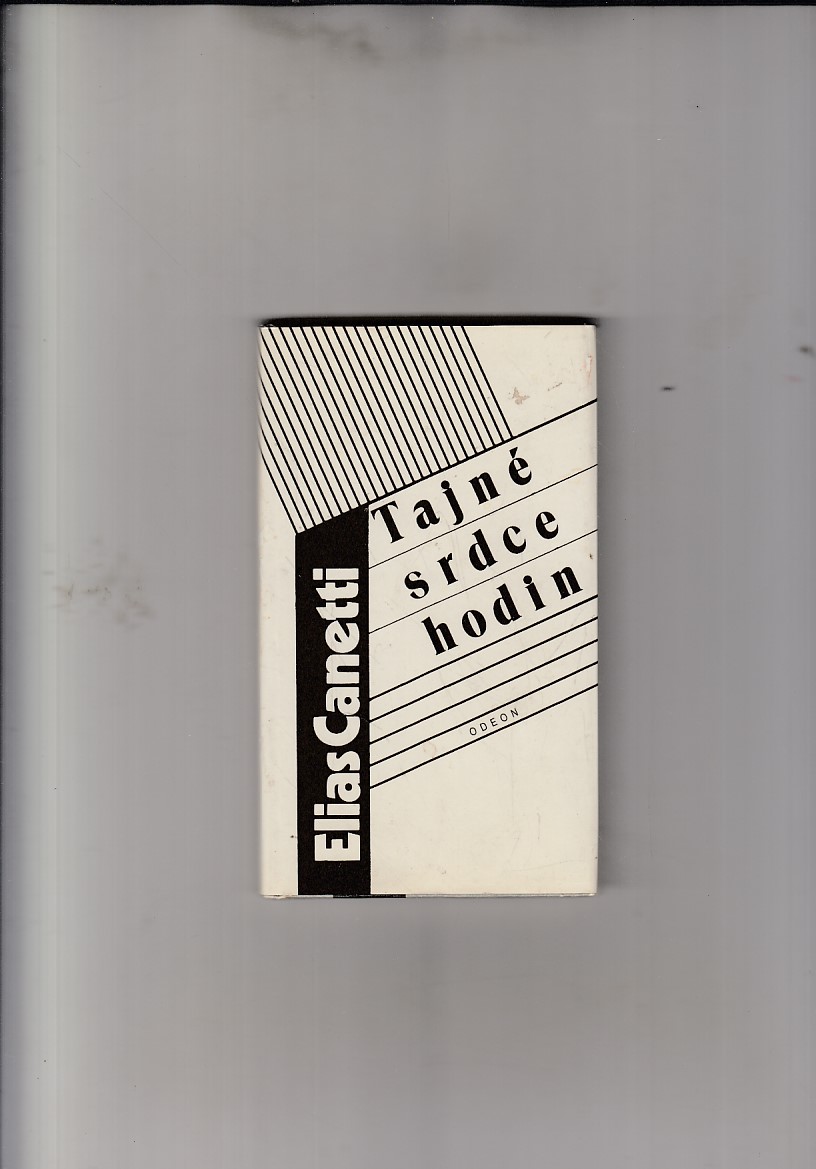 Tajné
srdce
hodin
ODEON
Elias Canetti